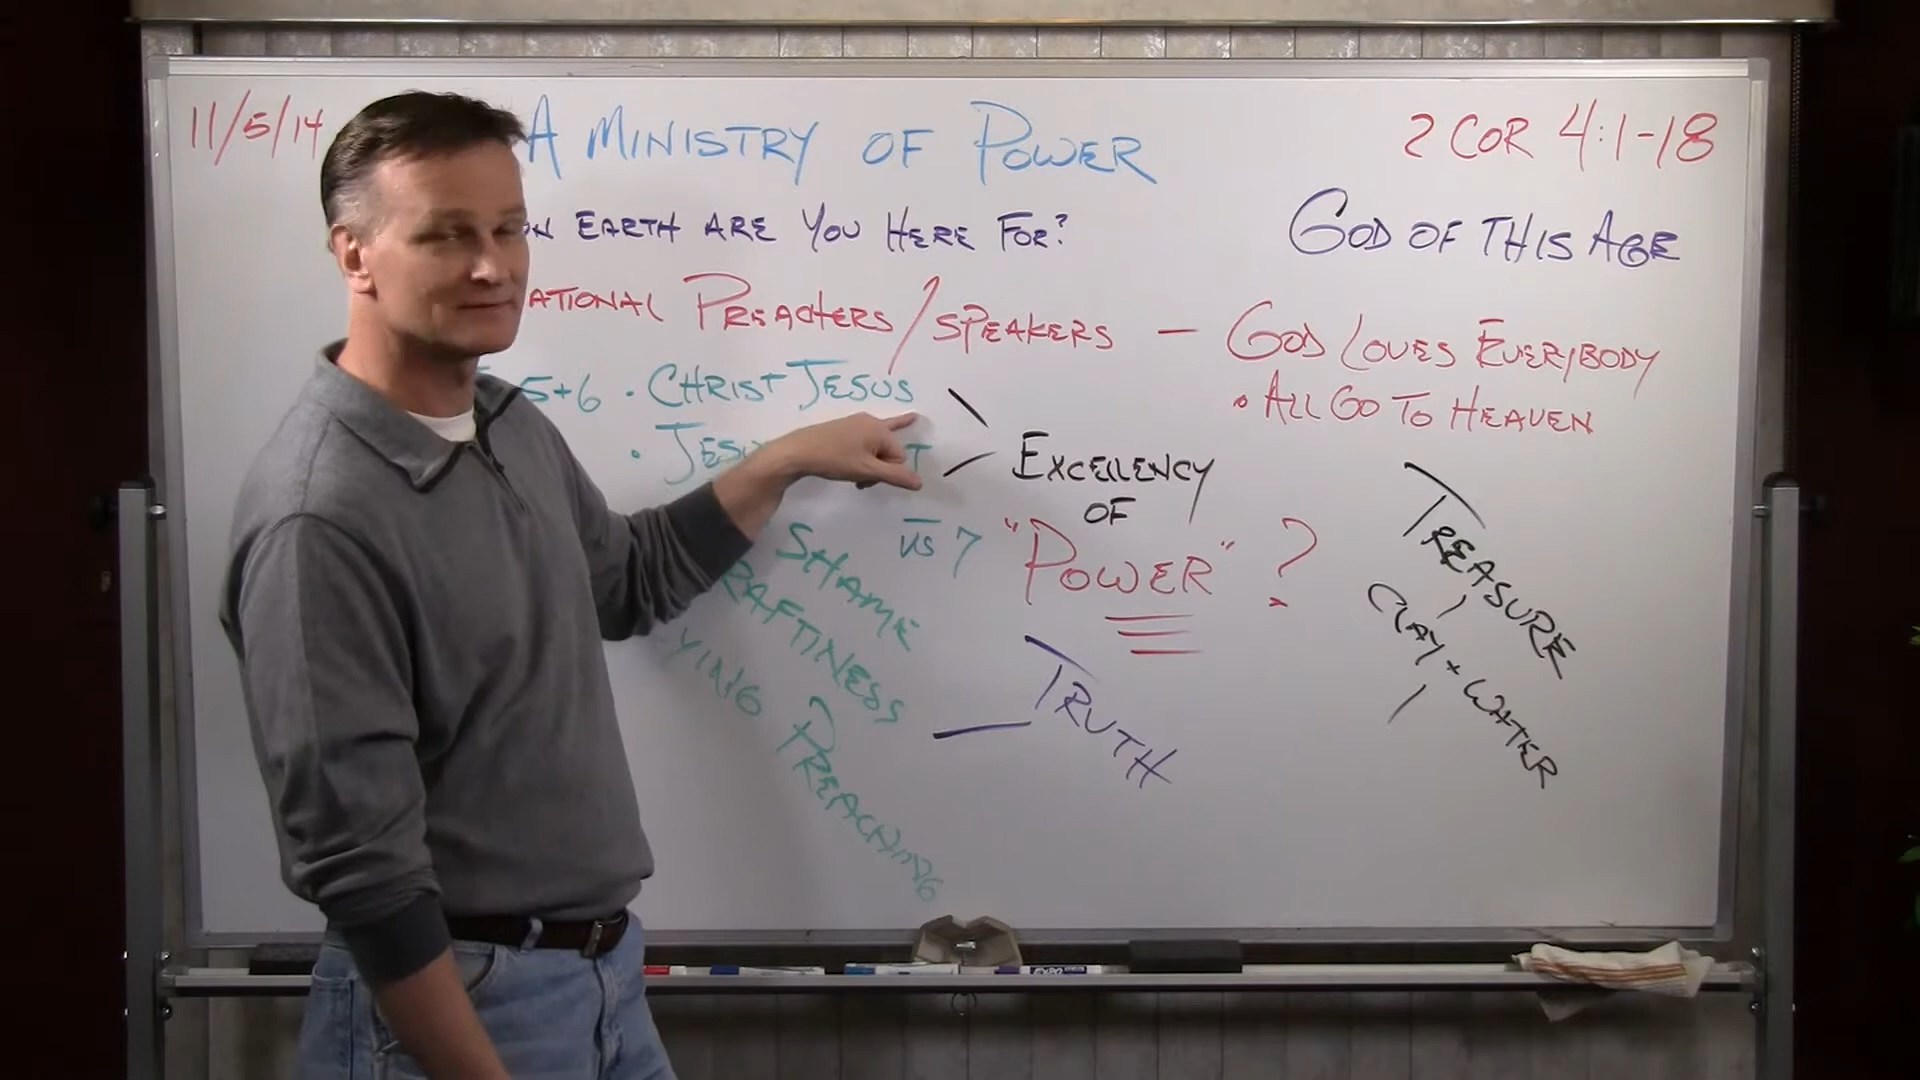 11/5/14
A MINISTRY OF POWER
2 COR 4:1-18
ON EARTH ARE YOU HERE FOR?
GOD OF THIS AGE
ATIONAL PREACHERS / SPEAKERS — GOD LOVES EVERYBODY
• ALL GO TO HEAVEN
5+6 • CHRIST JESUS
• JESU T
EXCELLENCY
OF
"POWER" ?
VS 7
SHAME
RAFTINESS
YING PREACHING
TRUTH
TREASURE
CLAY + WATER
EXPO